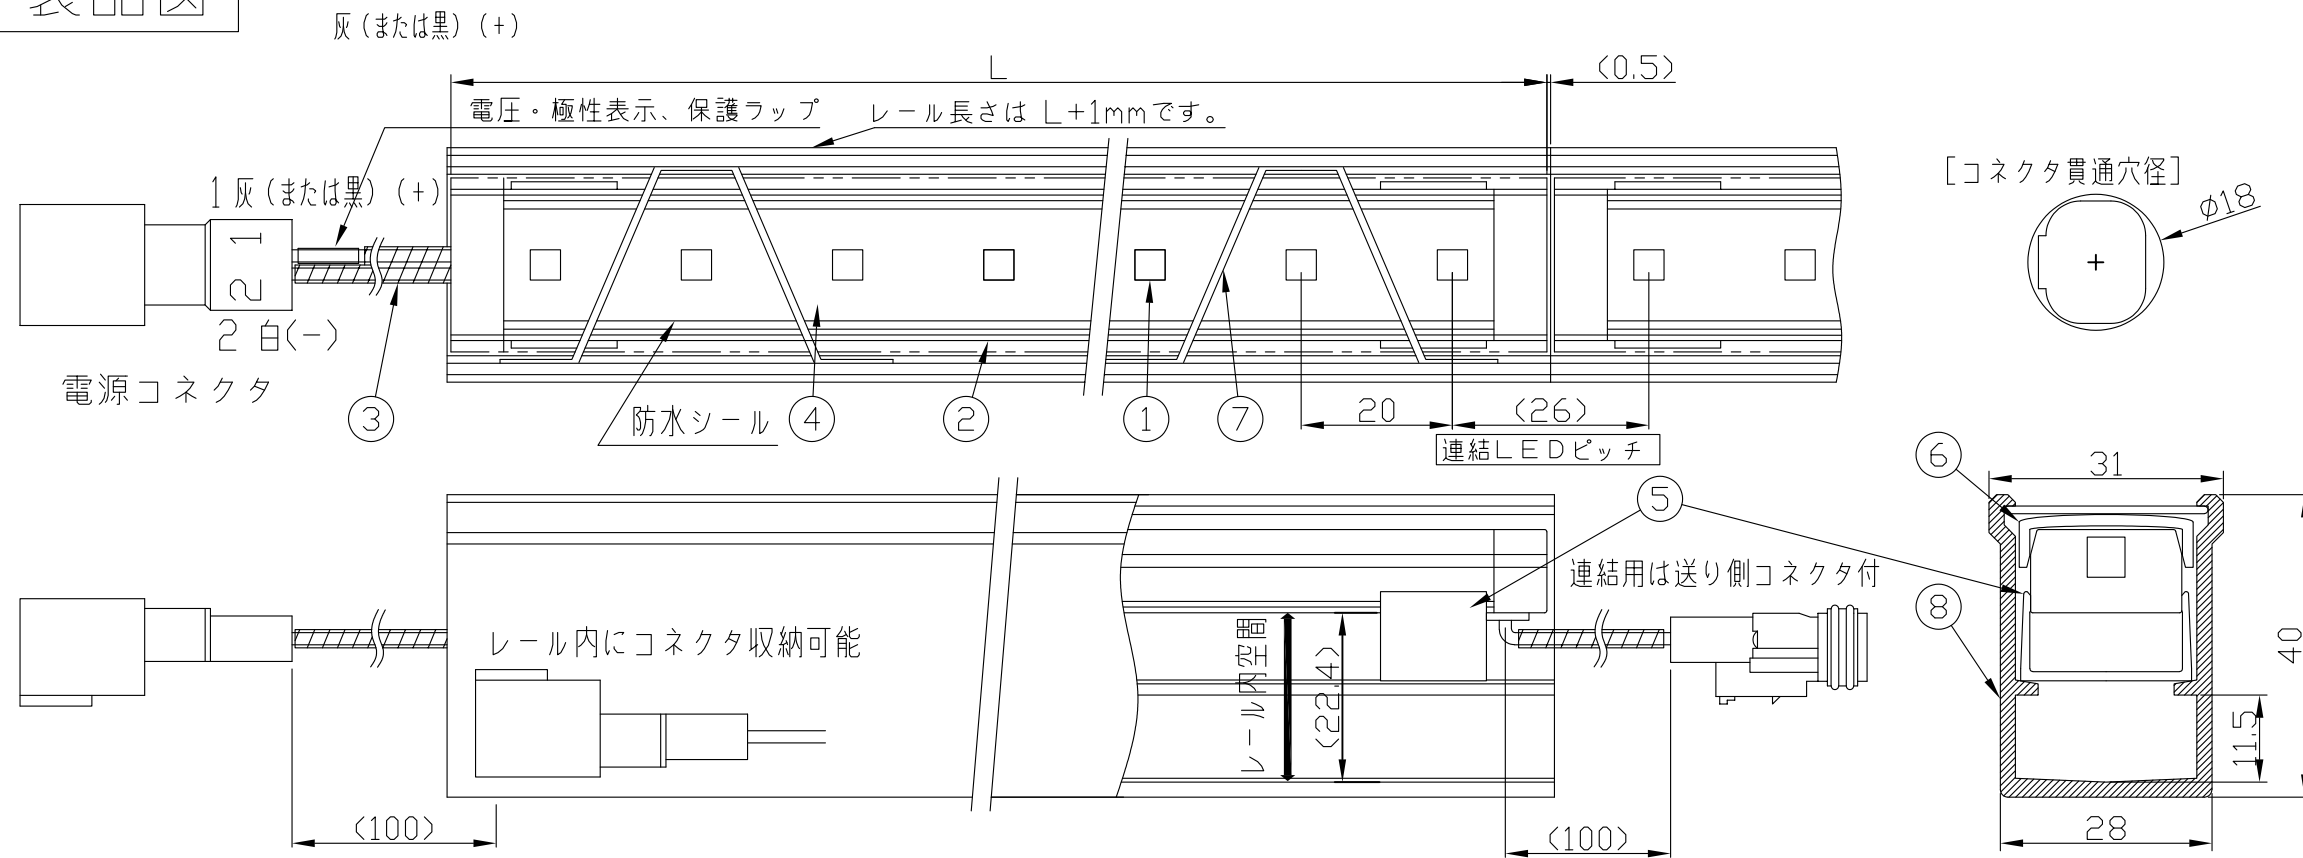 製品図
灰(または黒) (+)
L
(0.5)
電圧・極性表示、保護ラップ
レール長さは L+1mmです。
[コネクタ貫通穴径]
φ18
1 灰(または黒) (+)
1
2
2 白(-)
電源コネクタ
3
防水シール
4
2
1
7
20
(26)
連結LEDピッチ
6
31
5
連結用は送り側コネクタ付
8
レール内にコネクタ収納可能
レール内空間
(22.4)
40
11.5
(100)
(100)
28